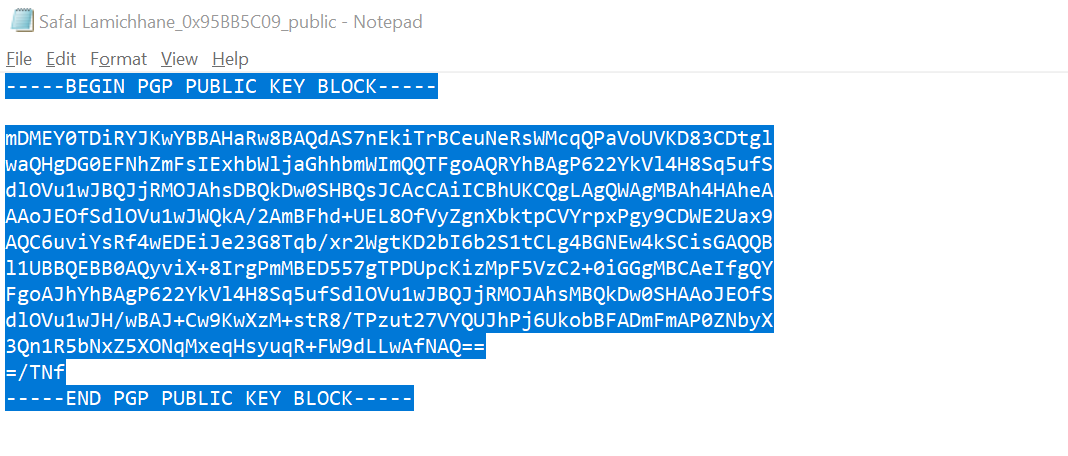 Safal Lamichhane_0x95BB5C09_public - Notepad
File Edit Format View Help
-----BEGIN PGP PUBLIC KEY BLOCK-----
mDMEY0TDiRYJKwYBBAHaRw8BAQdAS7nEkiTrBCeuNeRsWMcqQPaVoUVKD83CDtgl
waQHgDG0EFNhZmFsIExhbWljaGhhbmWImQQTFgoAQRYhBAgP622YkVl4H8Sq5ufS
dlOVu1wJBQJjRMOJAhsDBQkDw0SHBQsJCAcCAiICBhUKCQgLAgQWAgMBAh4HAheA
AAoJEOfSdlOVu1wJWQkA/2AmBFhd+UEL8OfVyZgnXbktpCVYrpxPgy9CDWE2Uax9
AQC6uviYsRf4wEDEiJe23G8Tqb/xr2WgtKD2bI6b2S1tCLg4BGNEw4kSCisGAQQB
l1UBBQEBB0AQyviX+8IrgPmMBED557gTPDUpcKizMpF5VzC2+0iGGgMBCAeIfgQY
FgoAJhYhBAgP622YkVl4H8Sq5ufSdlOVu1wJBQJjRMOJAhsMBQkDw0SHAAoJEOfS
dlOVu1wJH/wBAJ+Cw9KwXzM+stR8/TPzut27VYQUJhPj6UkobBFADmFmAP0ZNbyX
3Qn1R5bNxZ5XONqMxeqHsyuqR+FW9dLLwAfNAQ==
=/TNf
-----END PGP PUBLIC KEY BLOCK-----